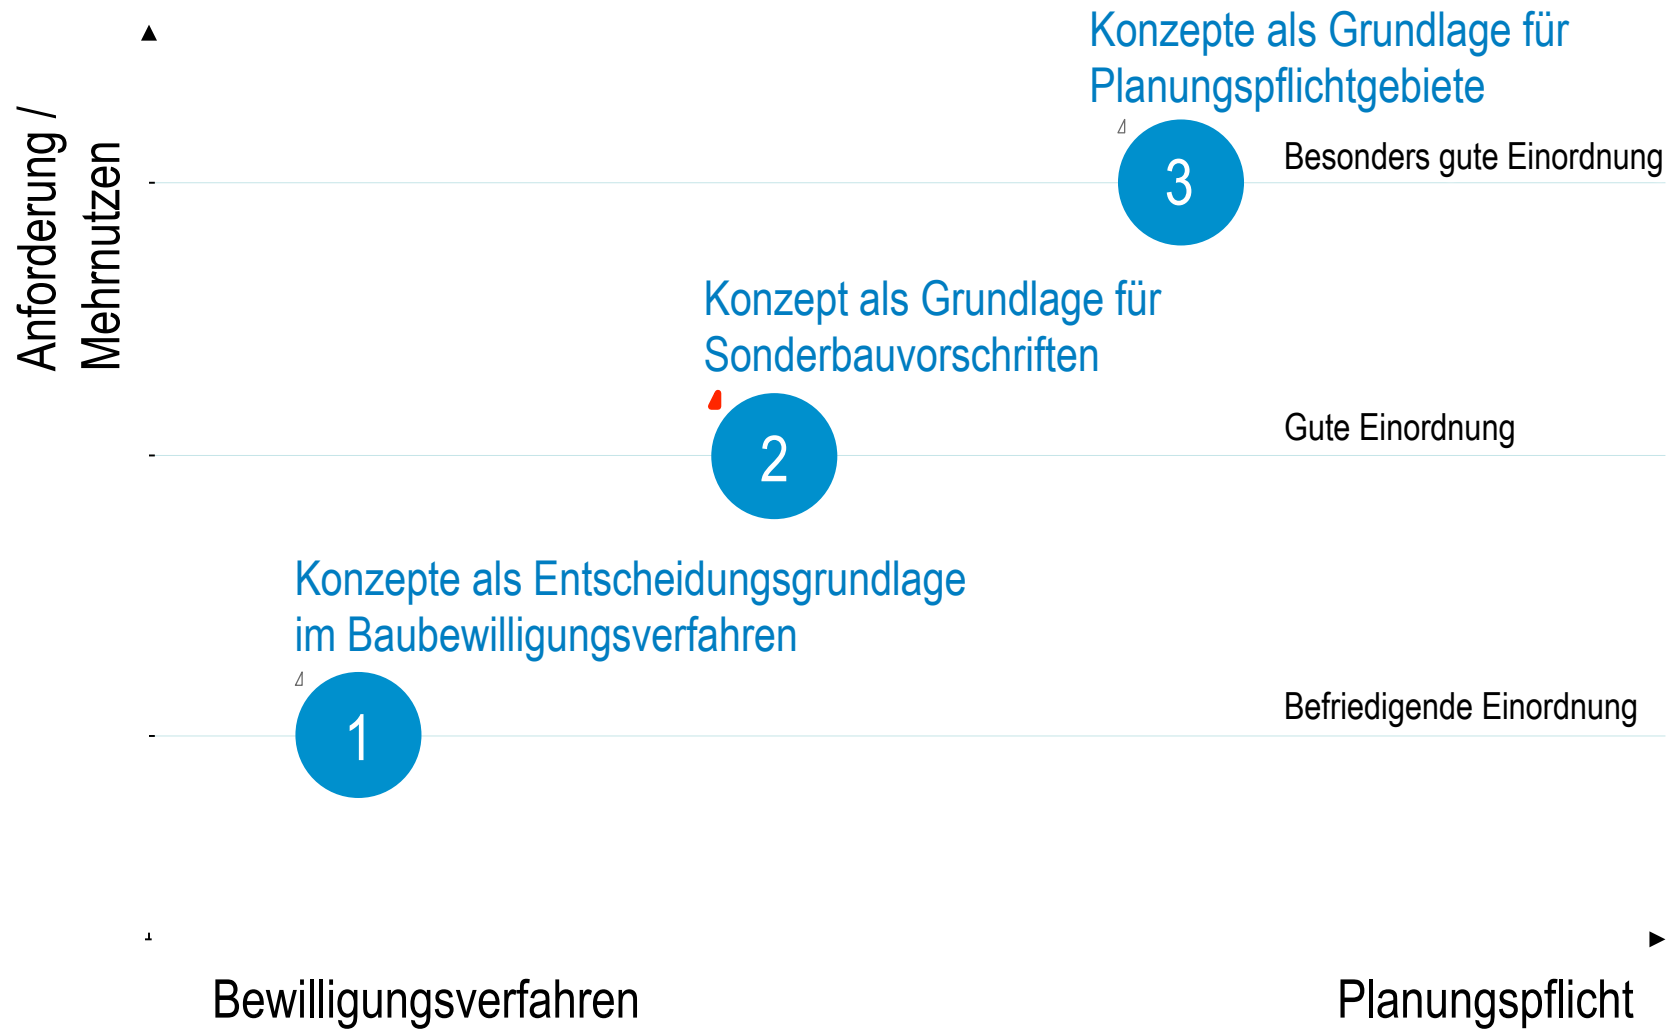 Konzepte als Grundlage für
Planungspflichtgebiete
Anforderung /
Mehrnutzen
3
Besonders gute Einordnung
Konzept als Grundlage für
Sonderbauvorschriften
2
Gute Einordnung
Konzepte als Entscheidungsgrundlage
im Baubewilligungsverfahren
1
Befriedigende Einordnung
Bewilligungsverfahren
Planungspflicht